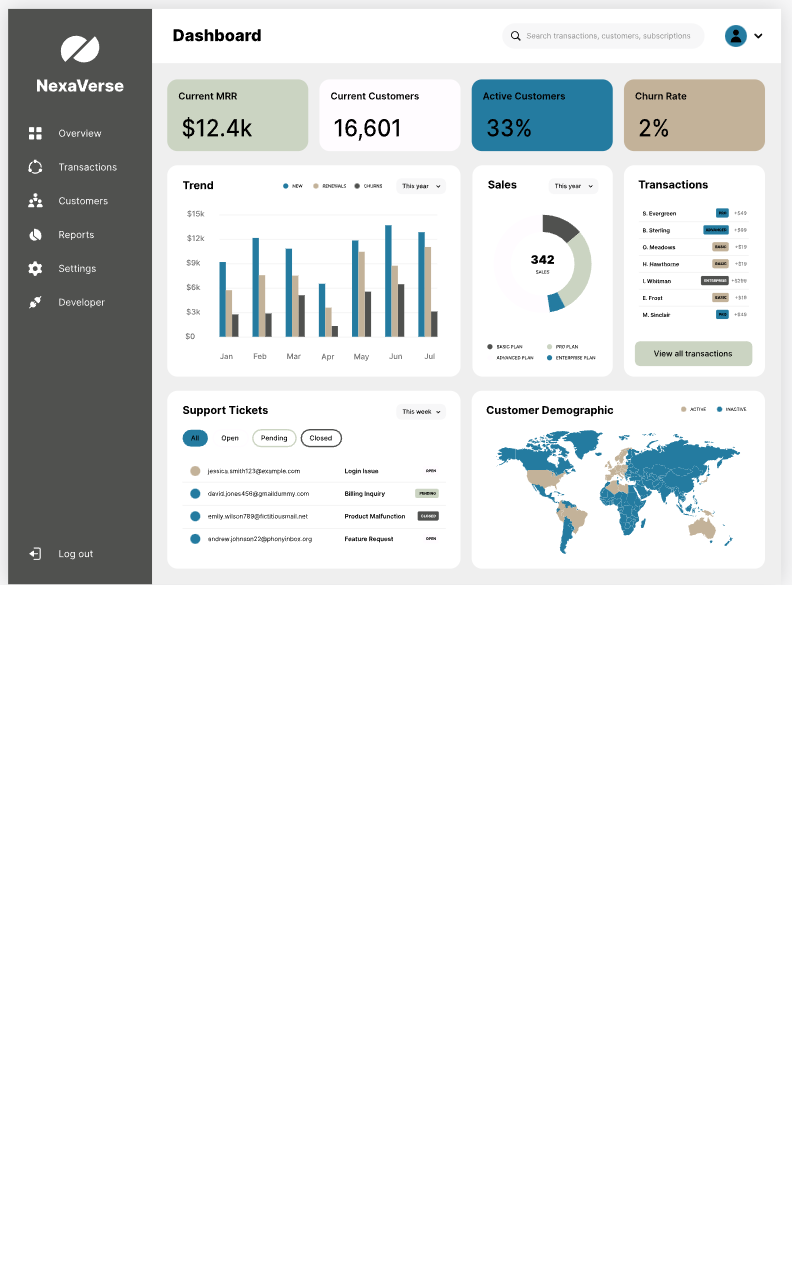 NexaVerse
Overview
Transactions
Customers
Reports
Settings
Developer
Log out
Dashboard
Search transactions, customers, subscriptions
Current MRR
$12.4k
Current Customers
16,601
Active Customers
33%
Churn Rate
2%
Trend
NEW RENEWALS CHURNS
This year
$15k
$12k
$9k
$6k
$3k
$0
Jan Feb Mar Apr May Jun Jul
Sales
This year
342
SALES
BASIC PLAN PRO PLAN
ADVANCED PLAN ENTERPRISE PLAN
Transactions
S. Evergreen PRO +$49
B. Sterling ADVANCED +$99
O. Meadows BASIC +$19
H. Hawthorne BASIC +$19
I. Whitman ENTERPRISE +$299
E. Frost BASIC +$19
M. Sinclair PRO +$49
View all transactions
Support Tickets
This week
All Open Pending Closed
jessica.smith123@example.com Login Issue OPEN
david.jones456@gmaildummy.com Billing Inquiry PENDING
emily.wilson789@fictitiousmail.net Product Malfunction CLOSED
andrew.johnson22@phonyinbox.org Feature Request OPEN
Customer Demographic
ACTIVE INACTIVE